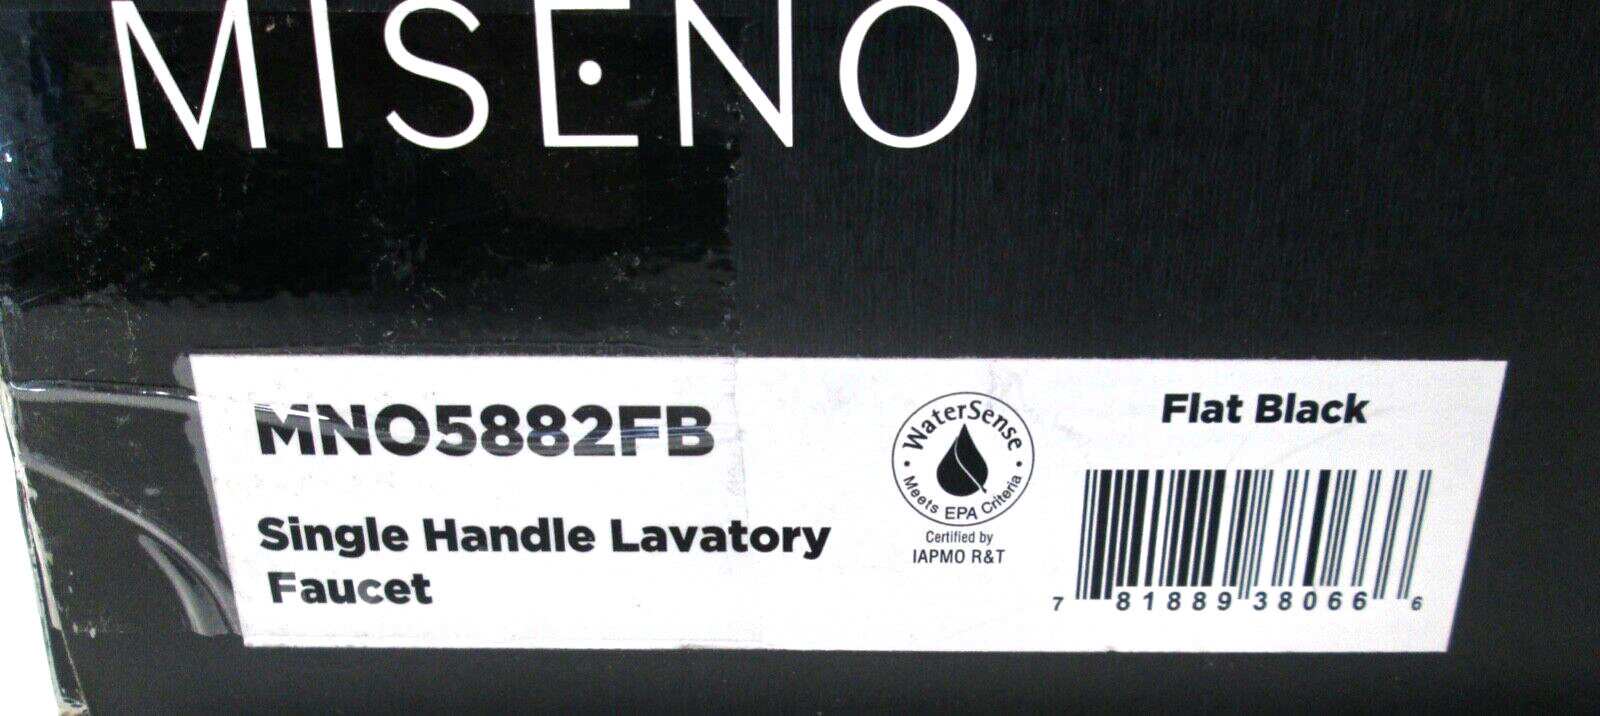 MISENO
MNO5882FB
Single Handle Lavatory
Faucet
WaterSense
Meets EPA Criteria
Certified by
IAPMO R&T
Flat Black
7 81889 38066 6